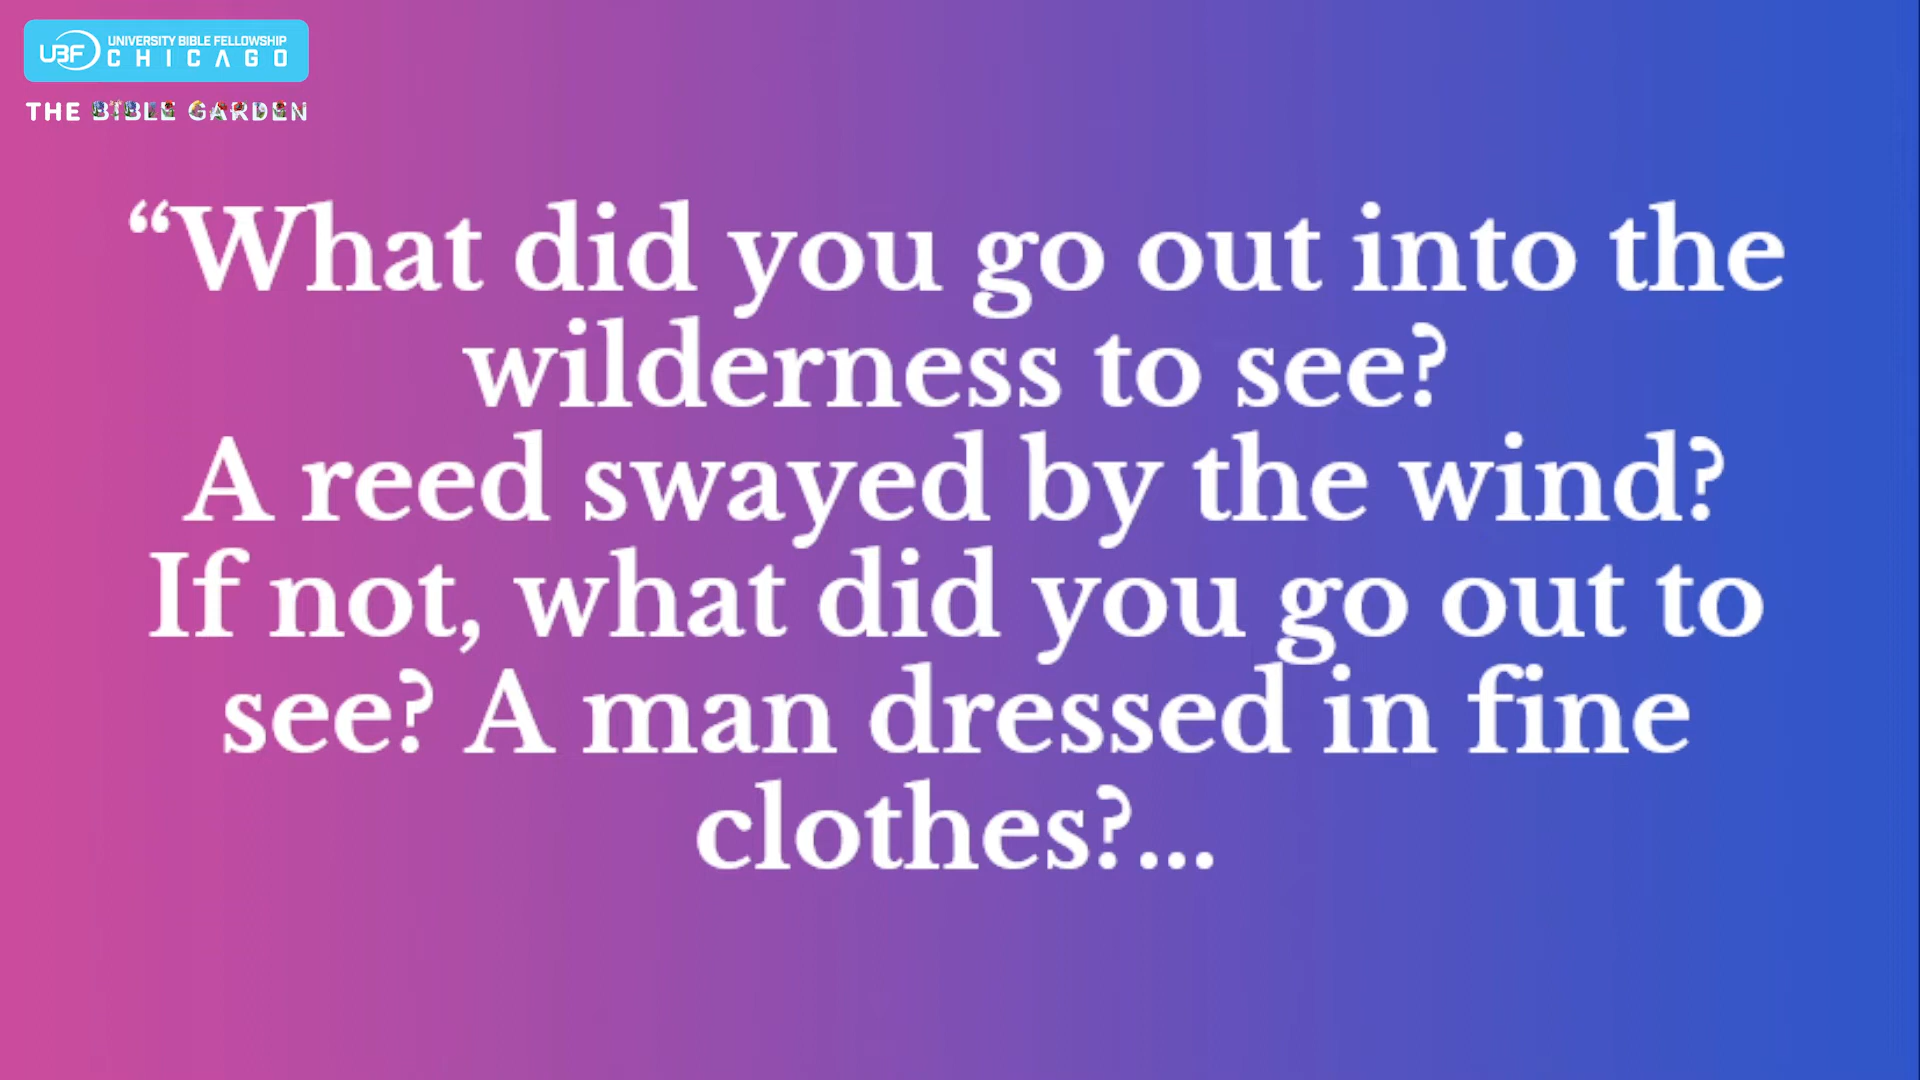 UBF UNIVERSITY BIBLE FELLOWSHIP
CHICAGO
THE BIBLE GARDEN
“What did you go out into the
wilderness to see?
A reed swayed by the wind?
If not, what did you go out to
see? A man dressed in fine
clothes?...